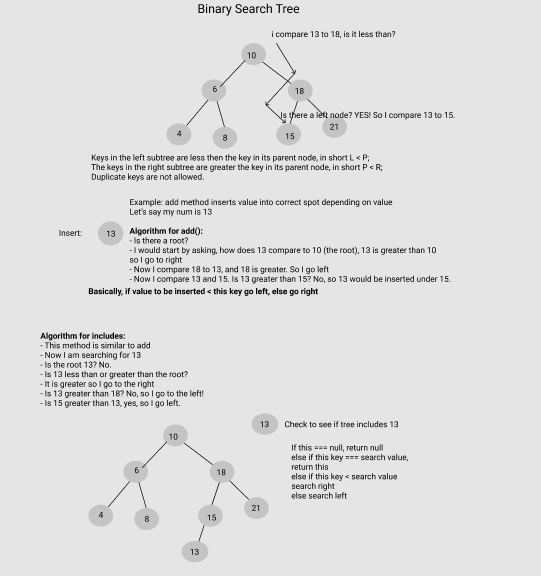 Binary Search Tree
i compare 13 to 18, is it less than?
10
6
18
Is there a left node? YES! So I compare 13 to 15.
4
8
15
21
Keys in the left subtree are less then the key in its parent node, in short L < P;
The keys in the right subtree are greater the key in its parent node, in short P < R;
Duplicate keys are not allowed.
Example: add method inserts value into correct spot depending on value
Let's say my num is 13
Insert:
13
Algorithm for add():
- Is there a root?
- I would start by asking, how does 13 compare to 10 (the root), 13 is greater than 10
so I go to right
- Now I compare 18 to 13, and 18 is greater. So I go left
- Now I compare 13 and 15. Is 13 greater than 15? No, so 13 would be inserted under 15.
Basically, if value to be inserted < this key go left, else go right
Algorithm for includes:
- This method is similar to add
- Now I am searching for 13
- Is the root 13? No.
- Is 13 less than or greater than the root?
- It is greater so I go to the right
- Is 13 greater than 18? No, so I go to the left!
- Is 15 greater than 13, yes, so I go left.
13
Check to see if tree includes 13
10
6
18
4
8
15
21
13
If this === null, return null
else if this key === search value,
return this
else if this key < search value
search right
else search left